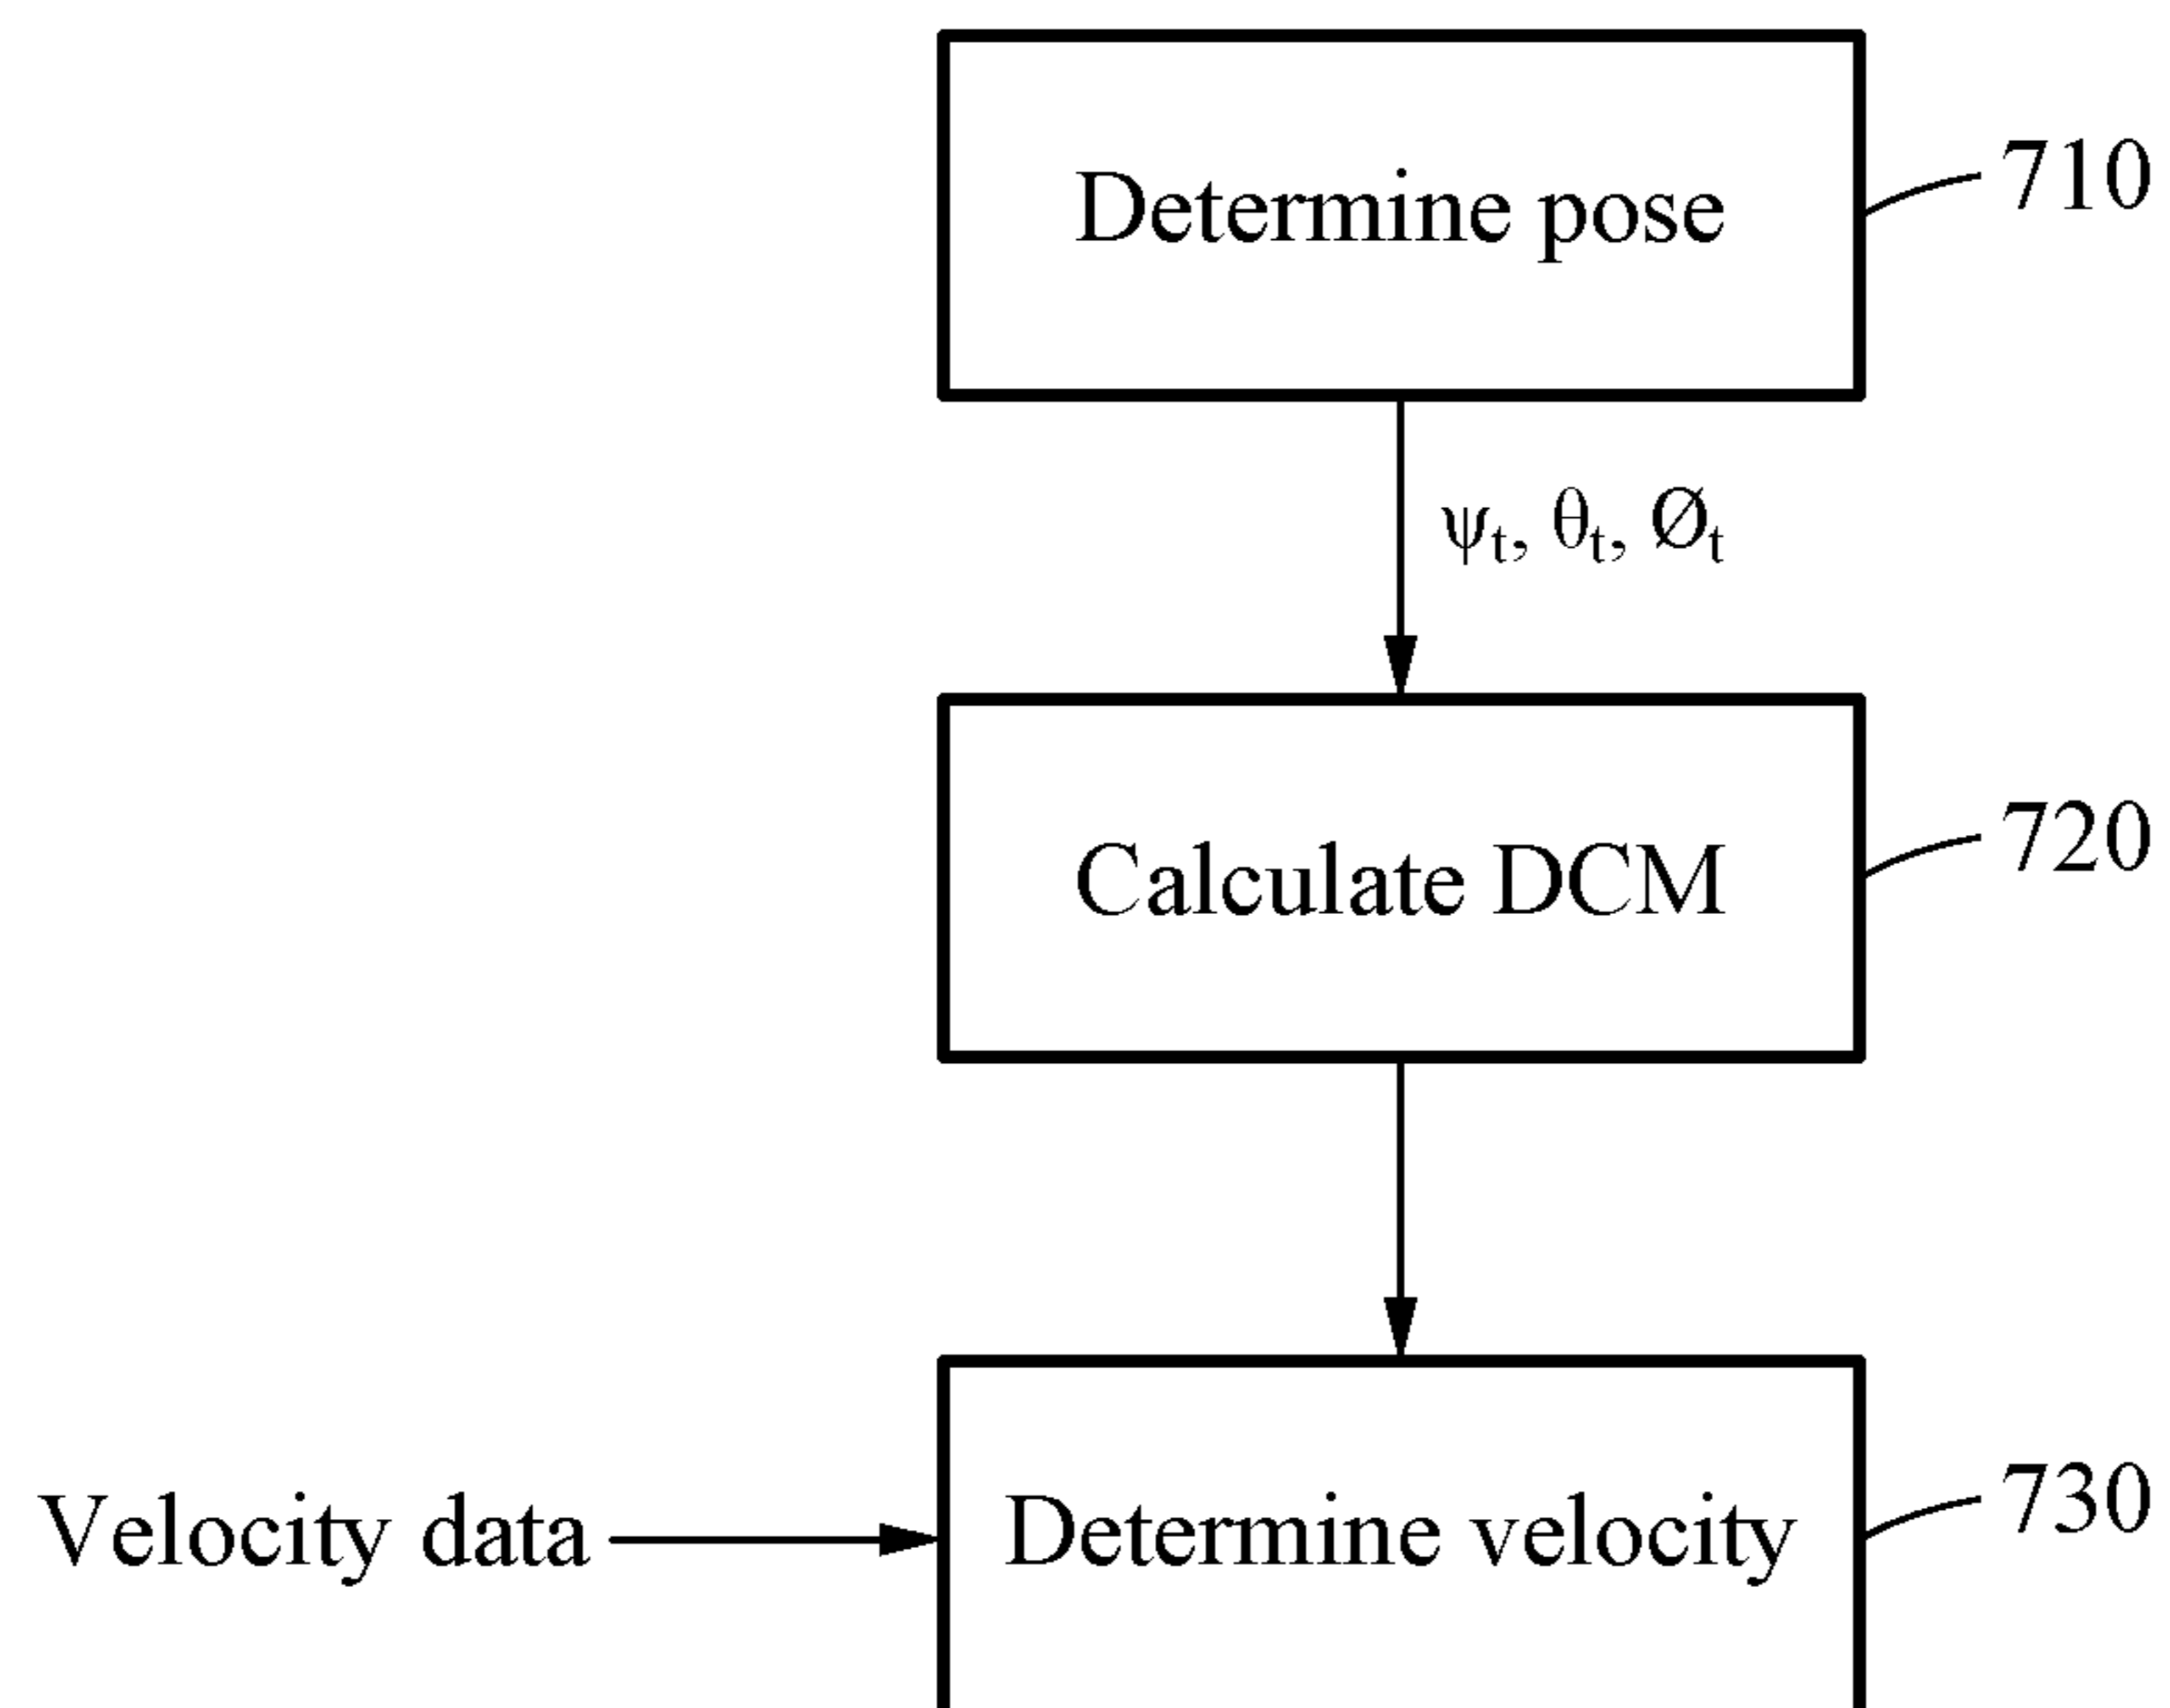 Determine pose
710
ψt, θt, Øt
Calculate DCM
720
Velocity data
Determine velocity
730